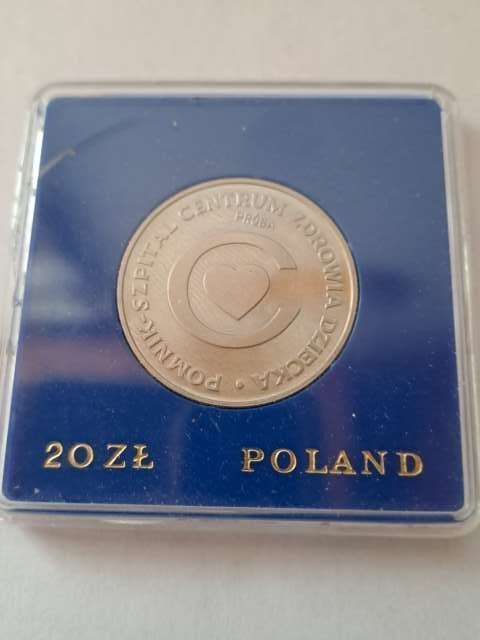 POMNIK-SZPITAL CENTRUM ZDROWIA DZIECKA •
PRÓBA
C
20 ZŁ POLAND